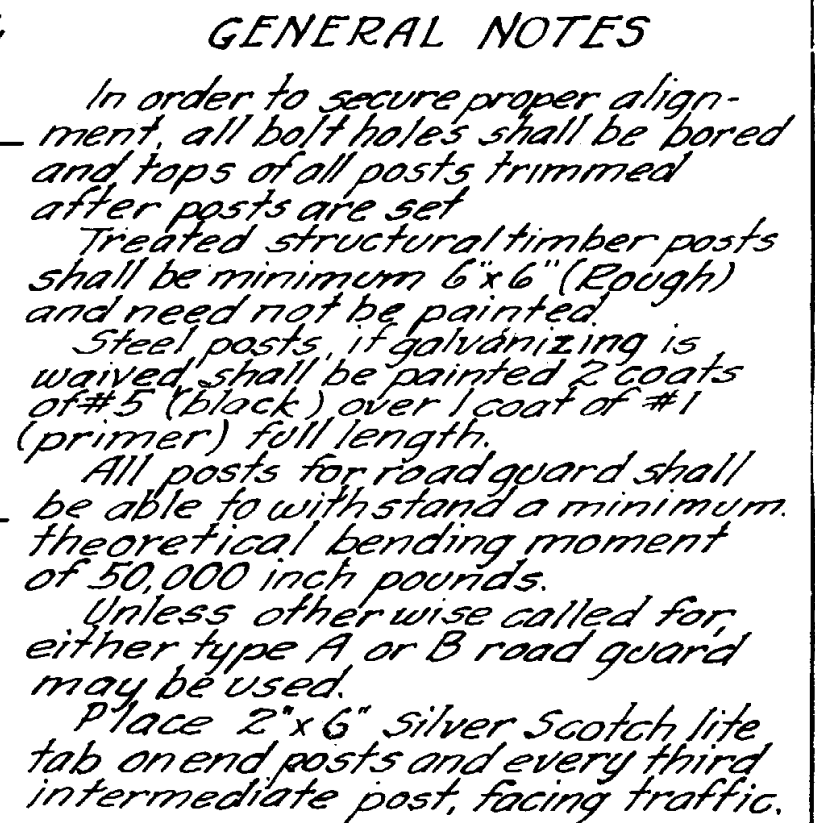 GENERAL NOTES
In order to secure proper align-
ment, all bolt holes shall be bored
and tops of all posts trimmed
after posts are set
Treated structural timber posts
shall be minimum 6"x6" (Rough)
and need not be painted.
Steel posts, if galvanizing is
waived, shall be painted 2 coats
of #5 (black) over 1 coat of #1
(primer) full length.
All posts for road guard shall
be able to withstand a minimum.
theoretical bending moment
of 50,000 inch pounds.
Unless otherwise called for,
either type A or B road guard
may be used.
Place 2"x6" Silver Scotch lite
tab on end posts and every third
intermediate post, facing traffic.